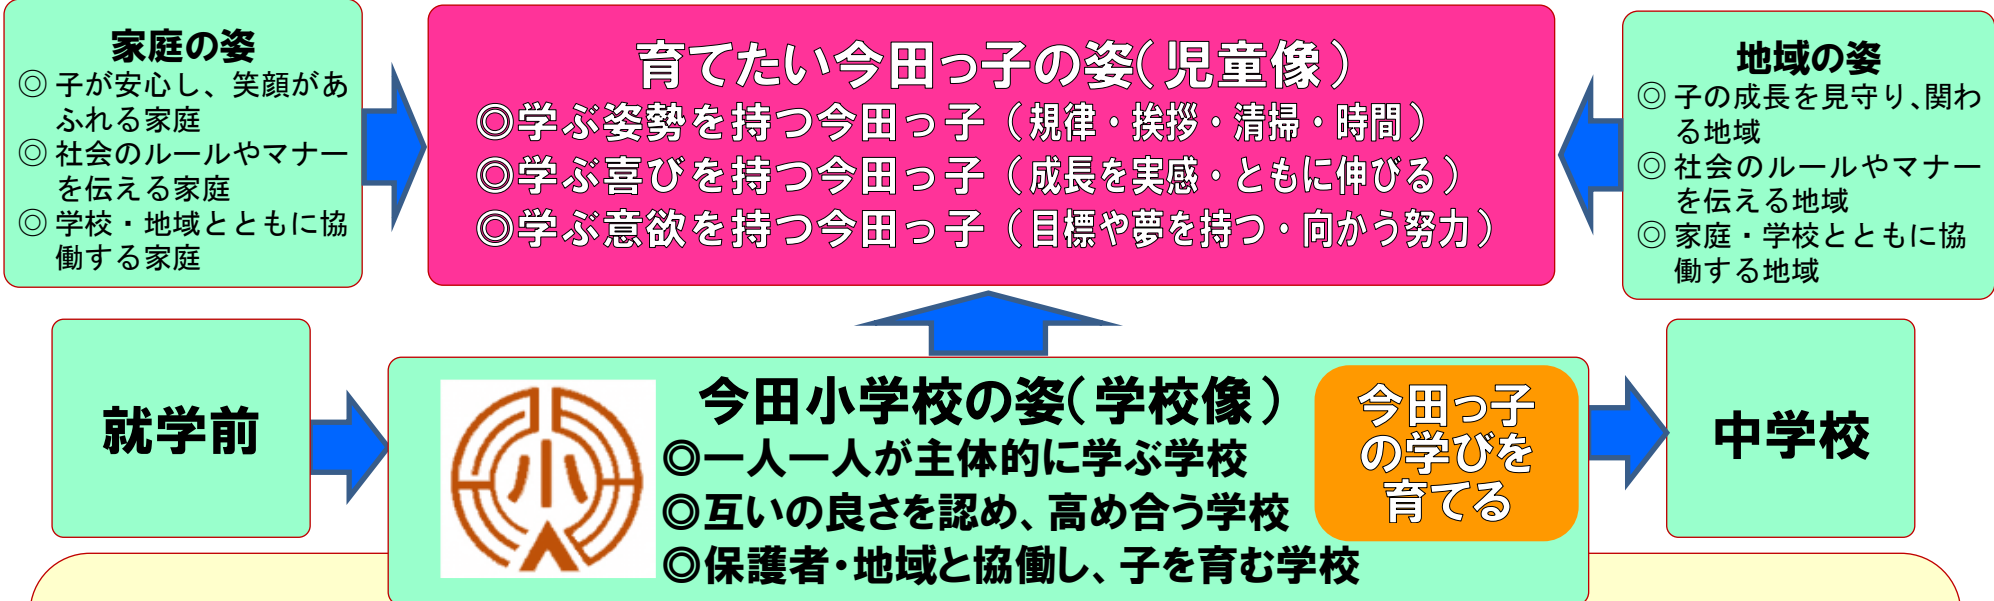 家庭の姿
◎ 子が安心し、笑顔があ
ふれる家庭
◎ 社会のルールやマナー
を伝える家庭
◎ 学校・地域とともに協
働する家庭
育てたい今田っ子の姿(児童像)
◎学ぶ姿勢を持つ今田っ子(規律・挨拶・清掃・時間)
◎学ぶ喜びを持つ今田っ子(成長を実感・ともに伸びる)
◎学ぶ意欲を持つ今田っ子(目標や夢を持つ・向かう努力)
地域の姿
◎ 子の成長を見守り、関わ
る地域
◎ 社会のルールやマナー
を伝える地域
◎ 家庭・学校とともに協
働する地域
就学前
小
今田小学校の姿(学校像)
◎一人一人が主体的に学ぶ学校
◎互いの良さを認め、高め合う学校
◎保護者・地域と協働し、子を育む学校
今田っ子
の学びを
育てる
中学校